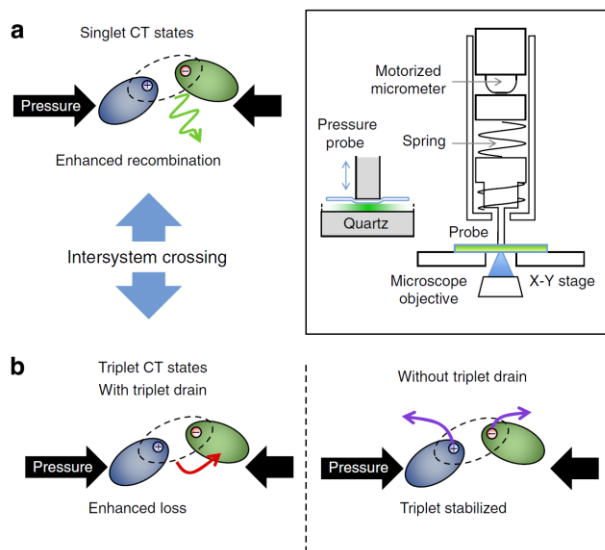 a
Singlet CT states
Pressure
Enhanced recombination
Intersystem crossing
Motorized
micrometer
Pressure
probe
Spring
Quartz
Probe
Microscope
objective
X-Y stage
b
Triplet CT states
With triplet drain
Pressure
Enhanced loss
Without triplet drain
Pressure
Triplet stabilized